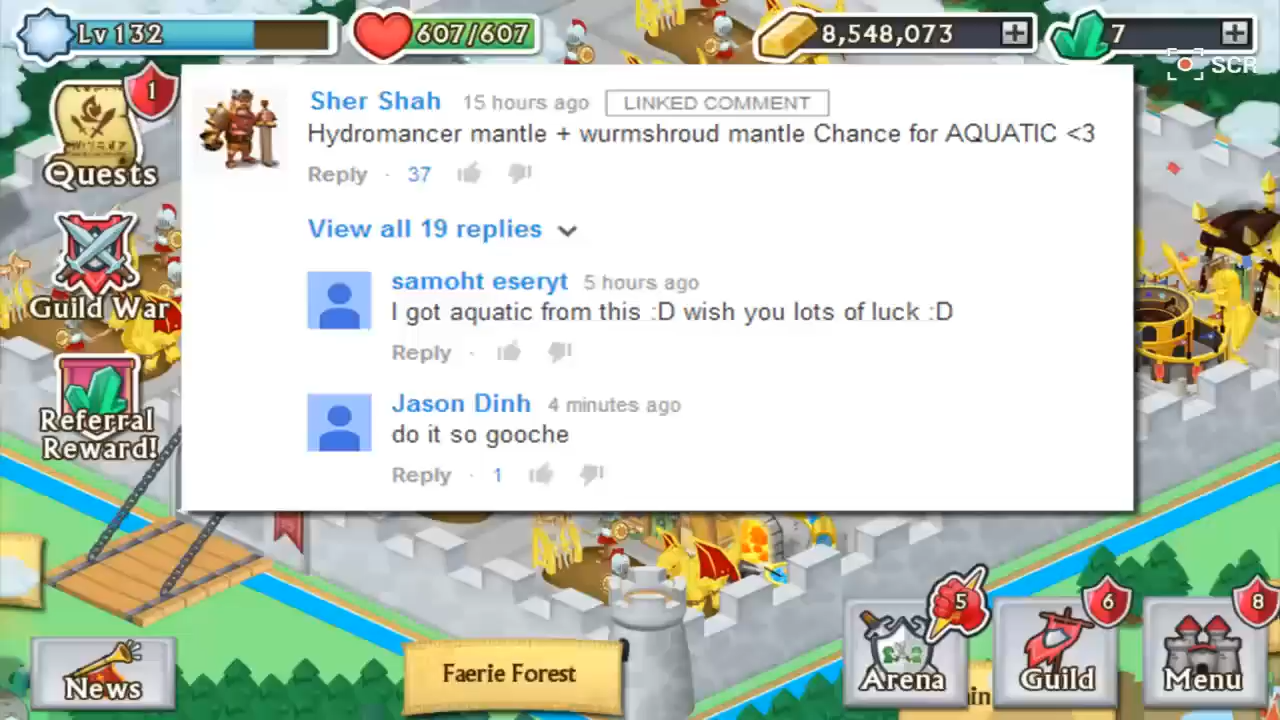 Lv 132
607/607
8,548,073
7
SCR
1
Quests
Guild War
Referral
Reward!
Sher Shah 15 hours ago LINKED COMMENT
Hydromancer mantle + wurmshroud mantle Chance for AQUATIC <3
Reply · 37
View all 19 replies
samoht eseryt 5 hours ago
I got aquatic from this :D wish you lots of luck :D
Reply ·
Jason Dinh 4 minutes ago
do it so gooche
Reply · 1
News
Faerie Forest
5
Arena
6
Guild
8
Menu